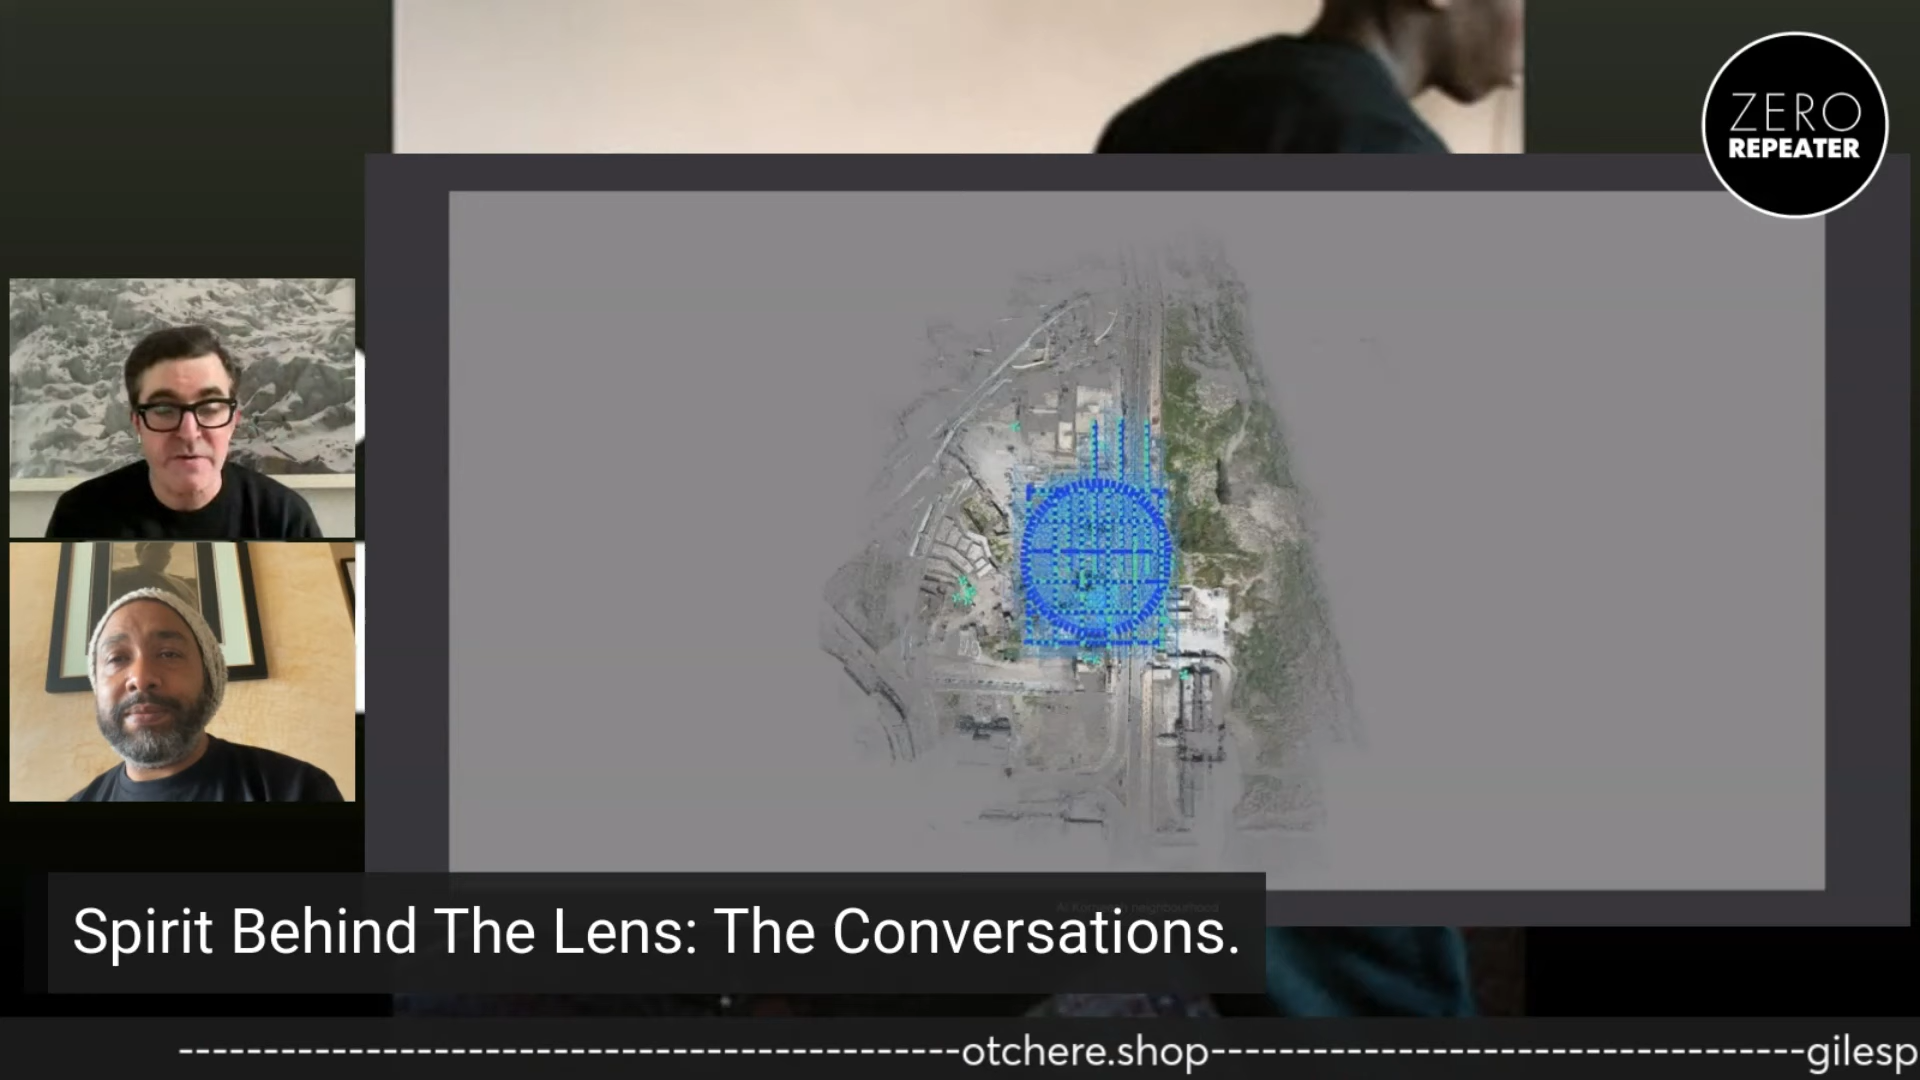 ZERO
REPEATER
Spirit Behind The Lens: The Conversations.
----------------------------------------------otchere.shop-----------------------------------gilesp